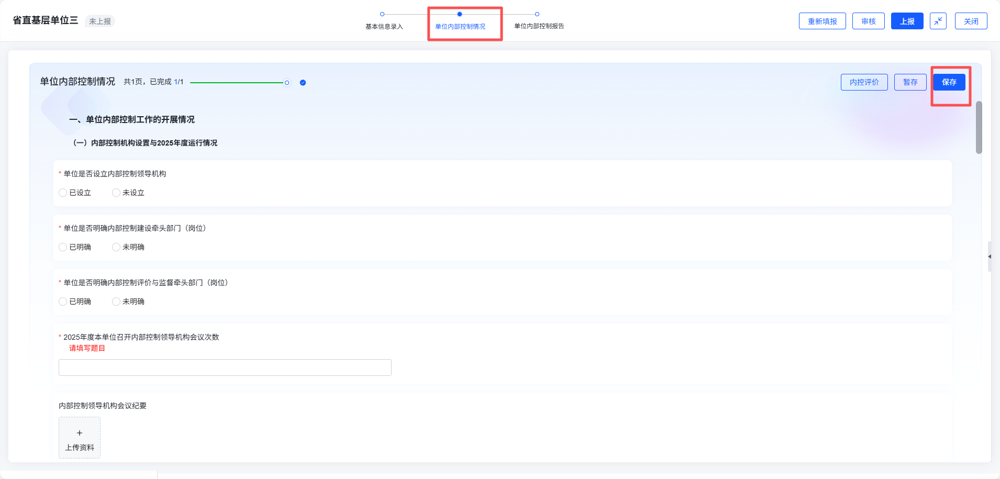 省直基层单位三 未上报
基本信息录入 单位内部控制情况 单位内部控制报告
重新填报 审核 上报 关闭
单位内部控制情况 共1页，已完成 1/1
内控评价 暂存 保存
一、单位内部控制工作的开展情况
（一）内部控制机构设置与2025年度运行情况
* 单位是否设立内部控制领导机构
已设立 未设立
* 单位是否明确内部控制建设牵头部门（岗位）
已明确 未明确
* 单位是否明确内部控制评价与监督牵头部门（岗位）
已明确 未明确
* 2025年度本单位召开内部控制领导机构会议次数
请填写题目
内部控制领导机构会议纪要
+
上传资料